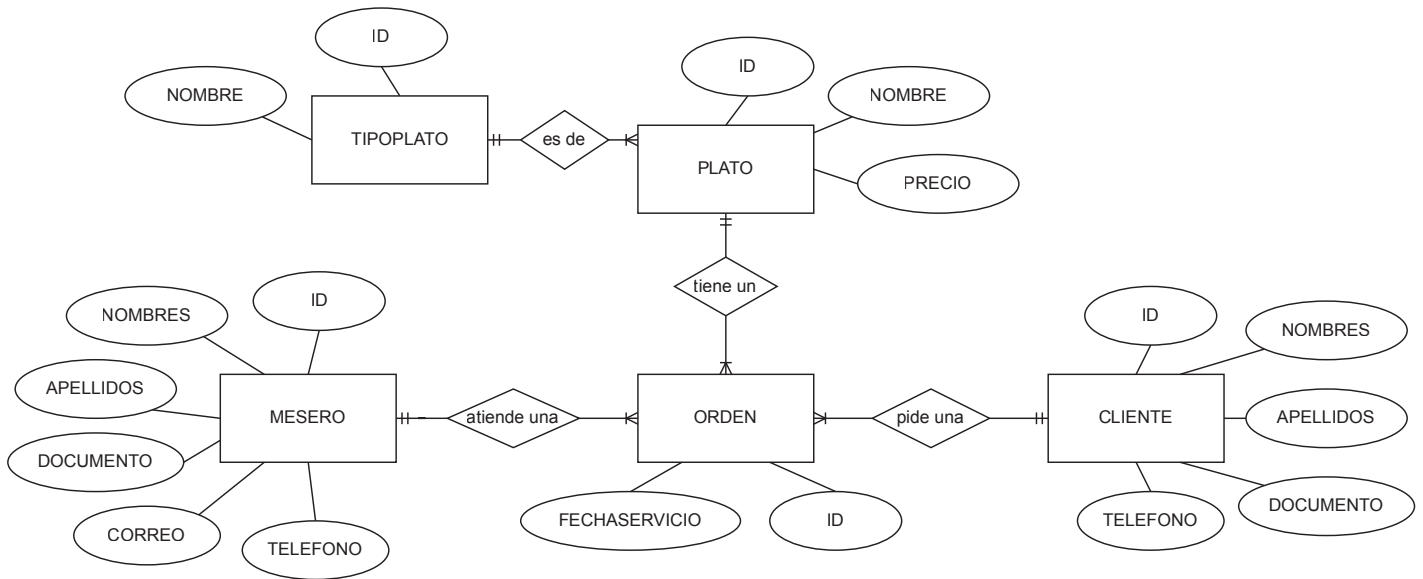 ID
NOMBRE
TIPOPLATO
es de
ID
NOMBRE
PLATO
PRECIO
tiene un
NOMBRES
ID
APELLIDOS
MESERO
DOCUMENTO
CORREO
TELEFONO
atiende una
ORDEN
FECHASERVICIO
ID
pide una
ID
NOMBRES
CLIENTE
APELLIDOS
DOCUMENTO
TELEFONO